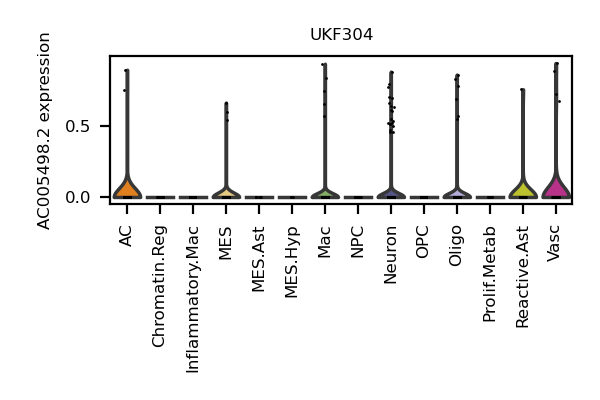 UKF304
AC005498.2 expression
0.5
0.0
AC
Chromatin.Reg
Inflammatory.Mac
MES
MES.Ast
MES.Hyp
Mac
NPC
Neuron
OPC
Oligo
Prolif.Metab
Reactive.Ast
Vasc